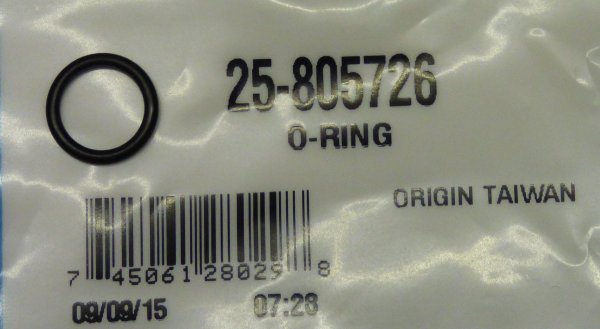 25-805726
O-RING
ORIGIN TAIWAN
7 45061 28029 8
09/09/15 07:28